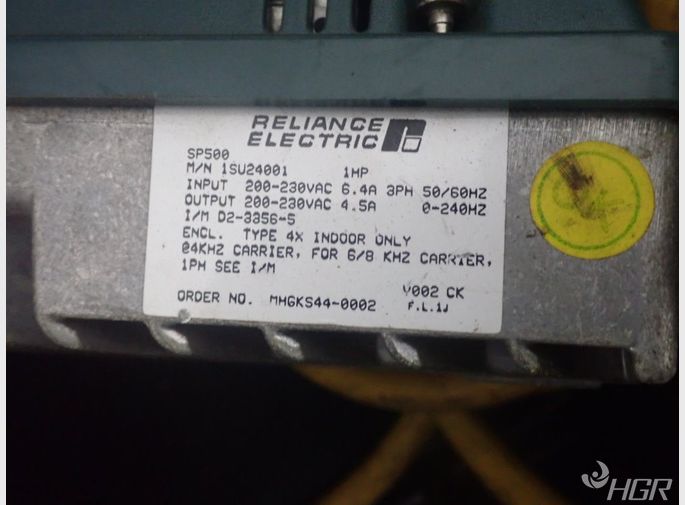 RELIANCE
ELECTRIC
SP500
M/N 1SU24001 1HP
INPUT 200-230VAC 6.4A 3PH 50/60HZ
OUTPUT 200-230VAC 4.5A 0-240HZ
I/M D2-3356-5
ENCL. TYPE 4X INDOOR ONLY
04KHZ CARRIER, FOR 6/8 KHZ CARRIER,
1PH SEE I/M
V002 CK
ORDER NO. MHGKS44-0002 F.L.1J
HGR